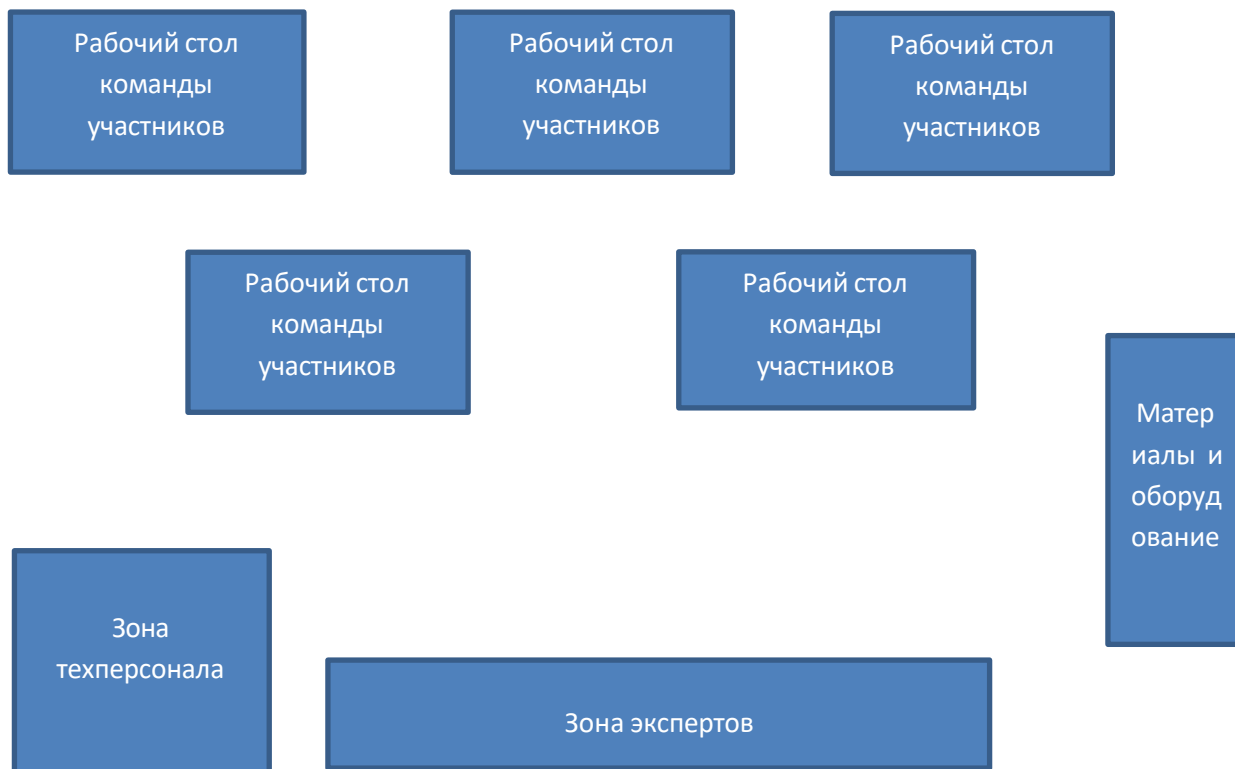 Рабочий стол
команды
участников
Рабочий стол
команды
участников
Рабочий стол
команды
участников
Рабочий стол
команды
участников
Рабочий стол
команды
участников
Матер
иалы и
оборуд
ование
Зона
техперсонала
Зона экспертов